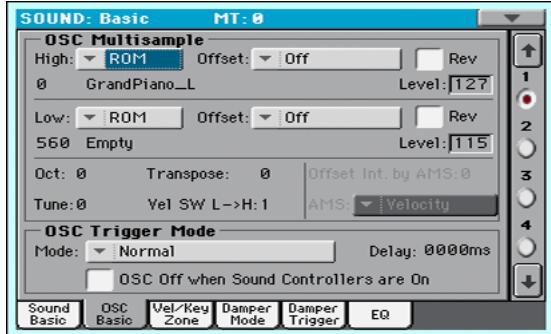 SOUND: Basic MT: 0
OSC Multisample
High: ROM Offset: Off Rev
0 GrandPiano_L Level: 127
Low: ROM Offset: Off Rev
560 Empty Level: 115
Oct: 0 Transpose: 0 Offset Int. by AMS: 0
Tune: 0 Vel SW L->H: 1 AMS: Velocity
OSC Trigger Mode
Mode: Normal Delay: 0000ms
OSC Off when Sound Controllers are On
1
2
3
4
Sound Basic
OSC Basic
Vel/Key Zone
Damper Mode
Damper Trigger
EQ